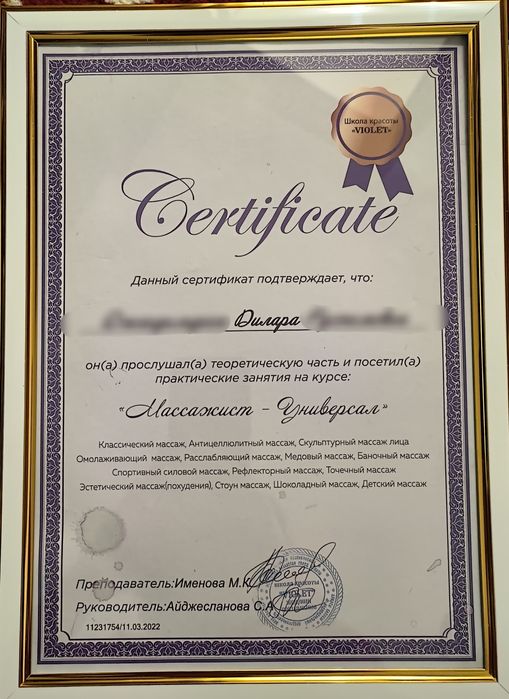 Школа красоты
«VIOLET»
Certificate
Данный сертификат подтверждает, что:
Дилара
он(а) прослушал(а) теоретическую часть и посетил(а)
практические занятия на курсе:
"Массажист - Универсал"
Классический массаж, Антицеллюлитный массаж, Скульптурный массаж лица
Омолаживающий массаж, Расслабляющий массаж, Медовый массаж, Баночный массаж
Спортивный силовой массаж, Рефлекторный массаж, Точечный массаж
Эстетический массаж(похудения), Стоун массаж, Шоколадный массаж, Детский массаж
Преподаватель:Именова М.К
Руководитель:Айджесланова С.А
школа красоты
"VIOLET"
11231754/11.03.2022